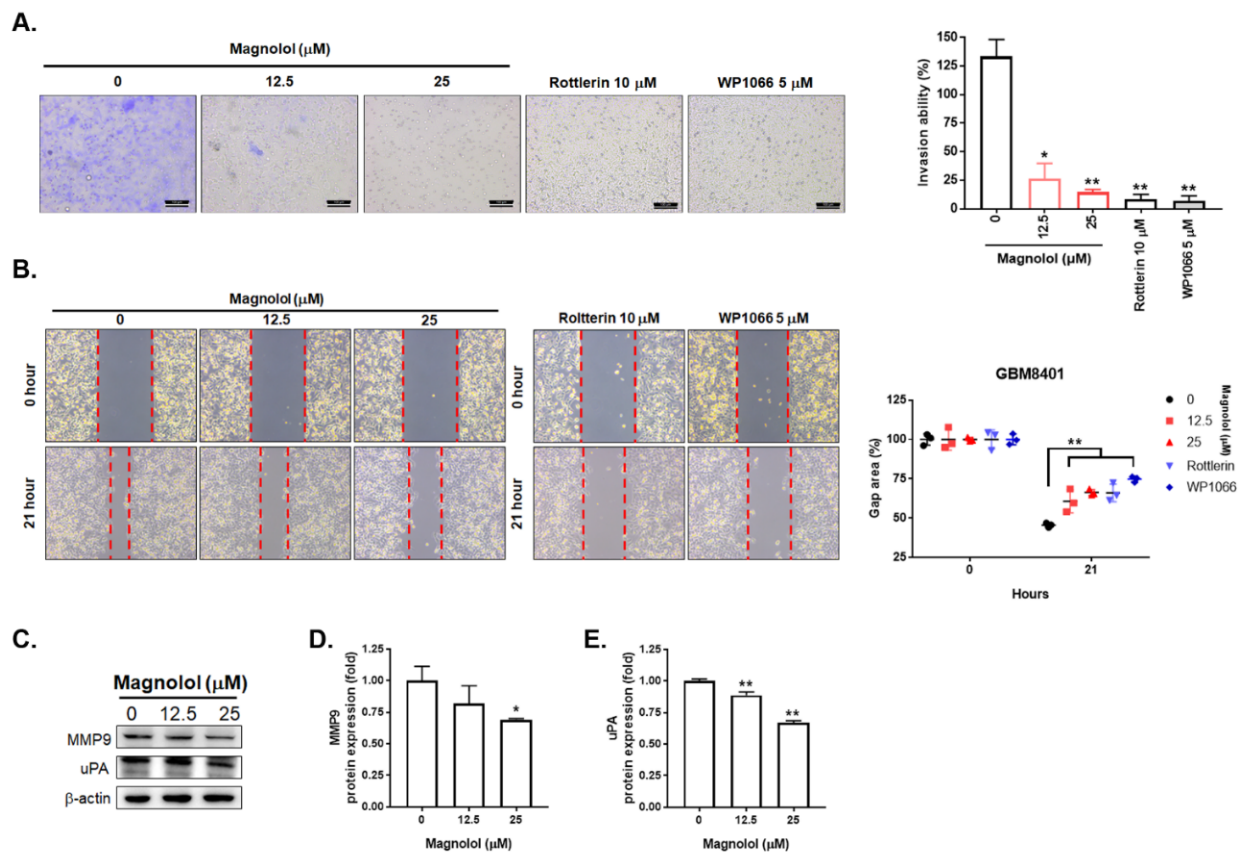 A.
Magnolol (μM)
0 12.5 25 Rottlerin 10 μM WP1066 5 μM
Invasion ability (%)
150
125
100
75
50
25
0
* ** ** **
0 12.5 25 Rottlerin 10 μM WP1066 5 μM
Magnolol (μM)
B.
Magnolol (μM)
0 12.5 25 Roltterin 10 μM WP1066 5 μM
0 hour 0 hour
21 hour 21 hour
GBM8401
Gap area (%)
125
100
75
50
25
**
0 21
Hours
0
12.5
25
Rottlerin
WP1066
Magnolol (μM)
C.
Magnolol (μM)
0 12.5 25
MMP9
uPA
β-actin
D.
MMP9
protein expression (fold)
1.25
1.00
0.75
0.50
0.25
0.00
*
0 12.5 25
Magnolol (μM)
E.
uPA
protein expression (fold)
1.25
1.00
0.75
0.50
0.25
0.00
** **
0 12.5 25
Magnolol (μM)